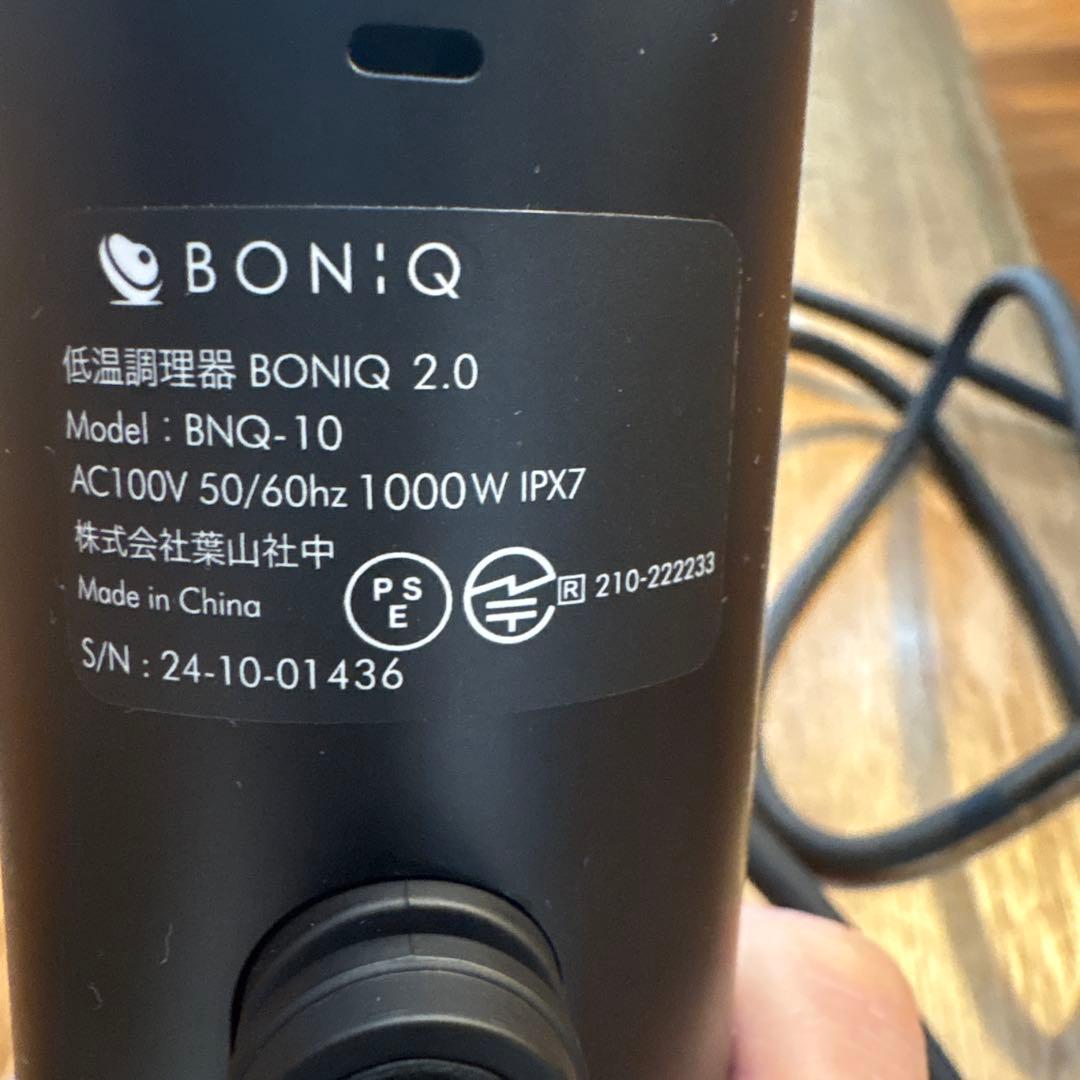 BON¦Q
低温調理器 BONIQ 2.0
Model : BNQ-10
AC100V 50/60hz 1000W IPX7
株式会社葉山社中
Made in China
PSE
R 210-222233
S/N : 24-10-01436